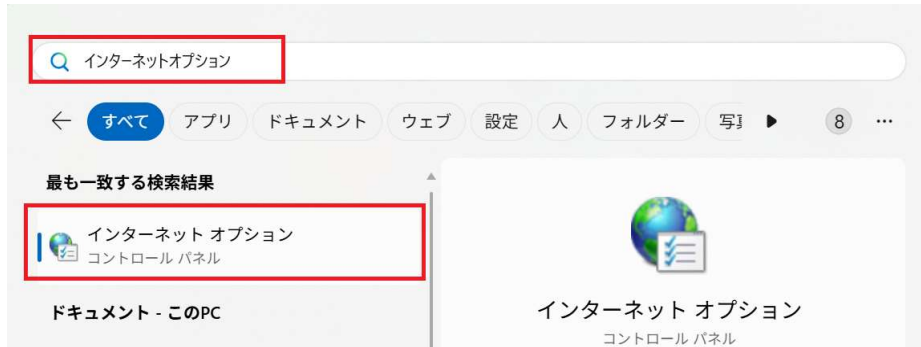 インターネットオプション
すべて アプリ ドキュメント ウェブ 設定 人 フォルダー 8 ...
最も一致する検索結果
インターネット オプション
コントロール パネル
ドキュメント - このPC
インターネット オプション
コントロール パネル